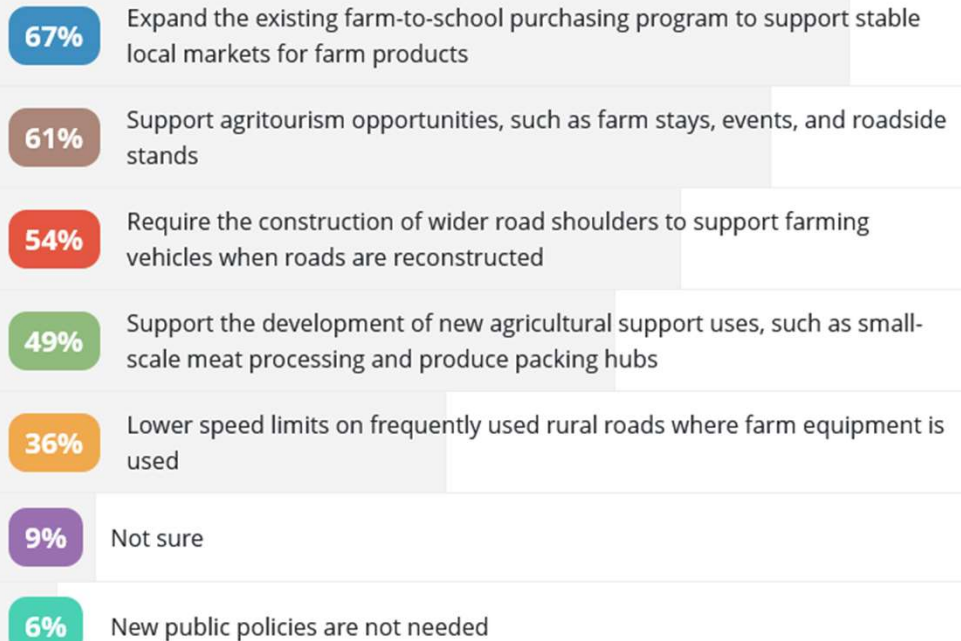 67%
Expand the existing farm-to-school purchasing program to support stable
local markets for farm products
61%
Support agritourism opportunities, such as farm stays, events, and roadside
stands
54%
Require the construction of wider road shoulders to support farming
vehicles when roads are reconstructed
49%
Support the development of new agricultural support uses, such as small-
scale meat processing and produce packing hubs
36%
Lower speed limits on frequently used rural roads where farm equipment is
used
9%
Not sure
6%
New public policies are not needed